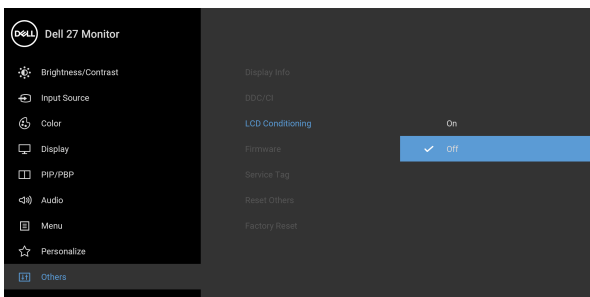 DELL Dell 27 Monitor
Brightness/Contrast
Input Source
Color
Display
PIP/PBP
Audio
Menu
Personalize
Others
Display Info
DDC/CI
LCD Conditioning
Firmware
Service Tag
Reset Others
Factory Reset
On
Off